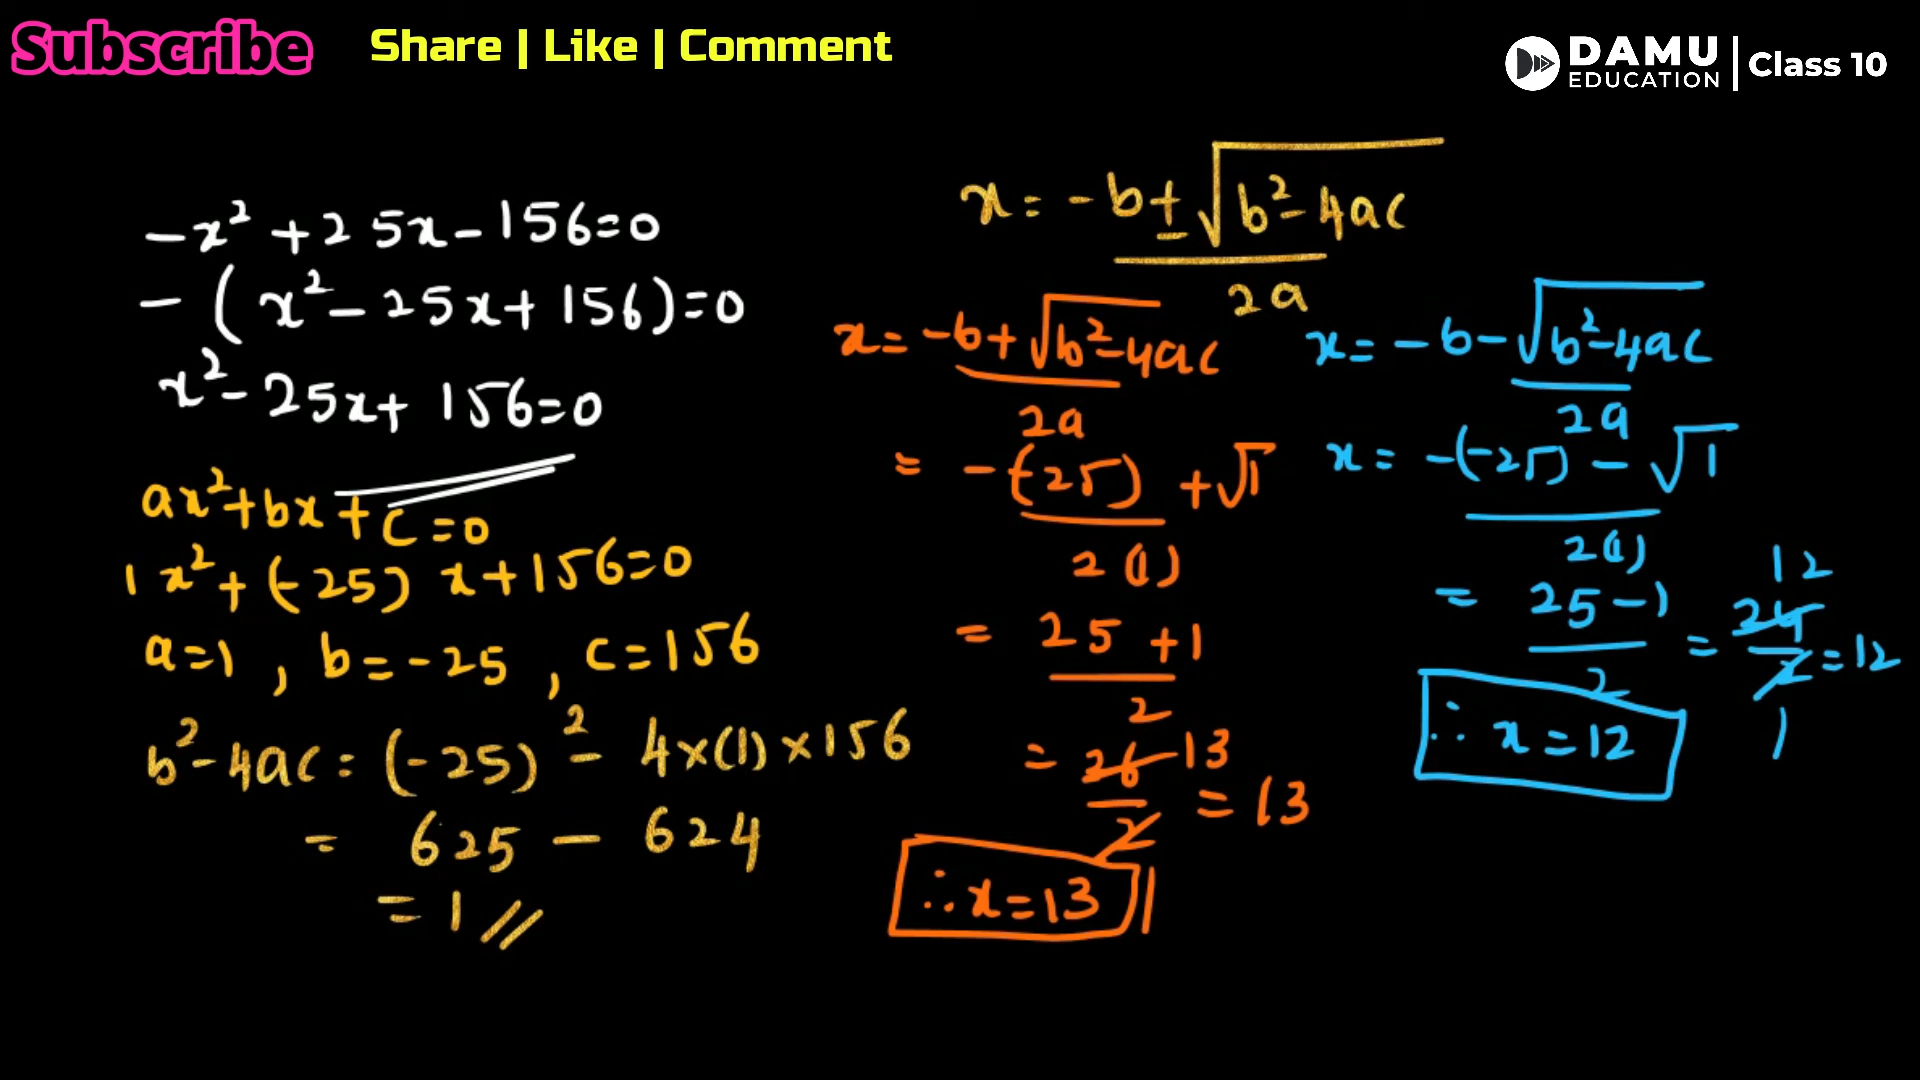 Subscribe
Share | Like | Comment
DAMU EDUCATION | Class 10
-x² + 25x - 156 = 0
- (x² - 25x + 156) = 0
x² - 25x + 156 = 0
ax² + bx + c = 0
1x² + (-25) x + 156 = 0
a = 1 , b = -25 , c = 156
b² - 4ac = (-25)² - 4×(1)×156
= 625 - 624
= 1 //
x = -b ± √b² - 4ac
2a
x = -b + √b² - 4ac
2a
= -(-25) + √1
2(1)
= 25 + 1
2
= 26 13
2 = 13
1
∴ x = 13
x = -b - √b² - 4ac
2a
x = -(-25) - √1
2(1)
12
= 25 - 1 = 24
2 2 = 12
1
∴ x = 12